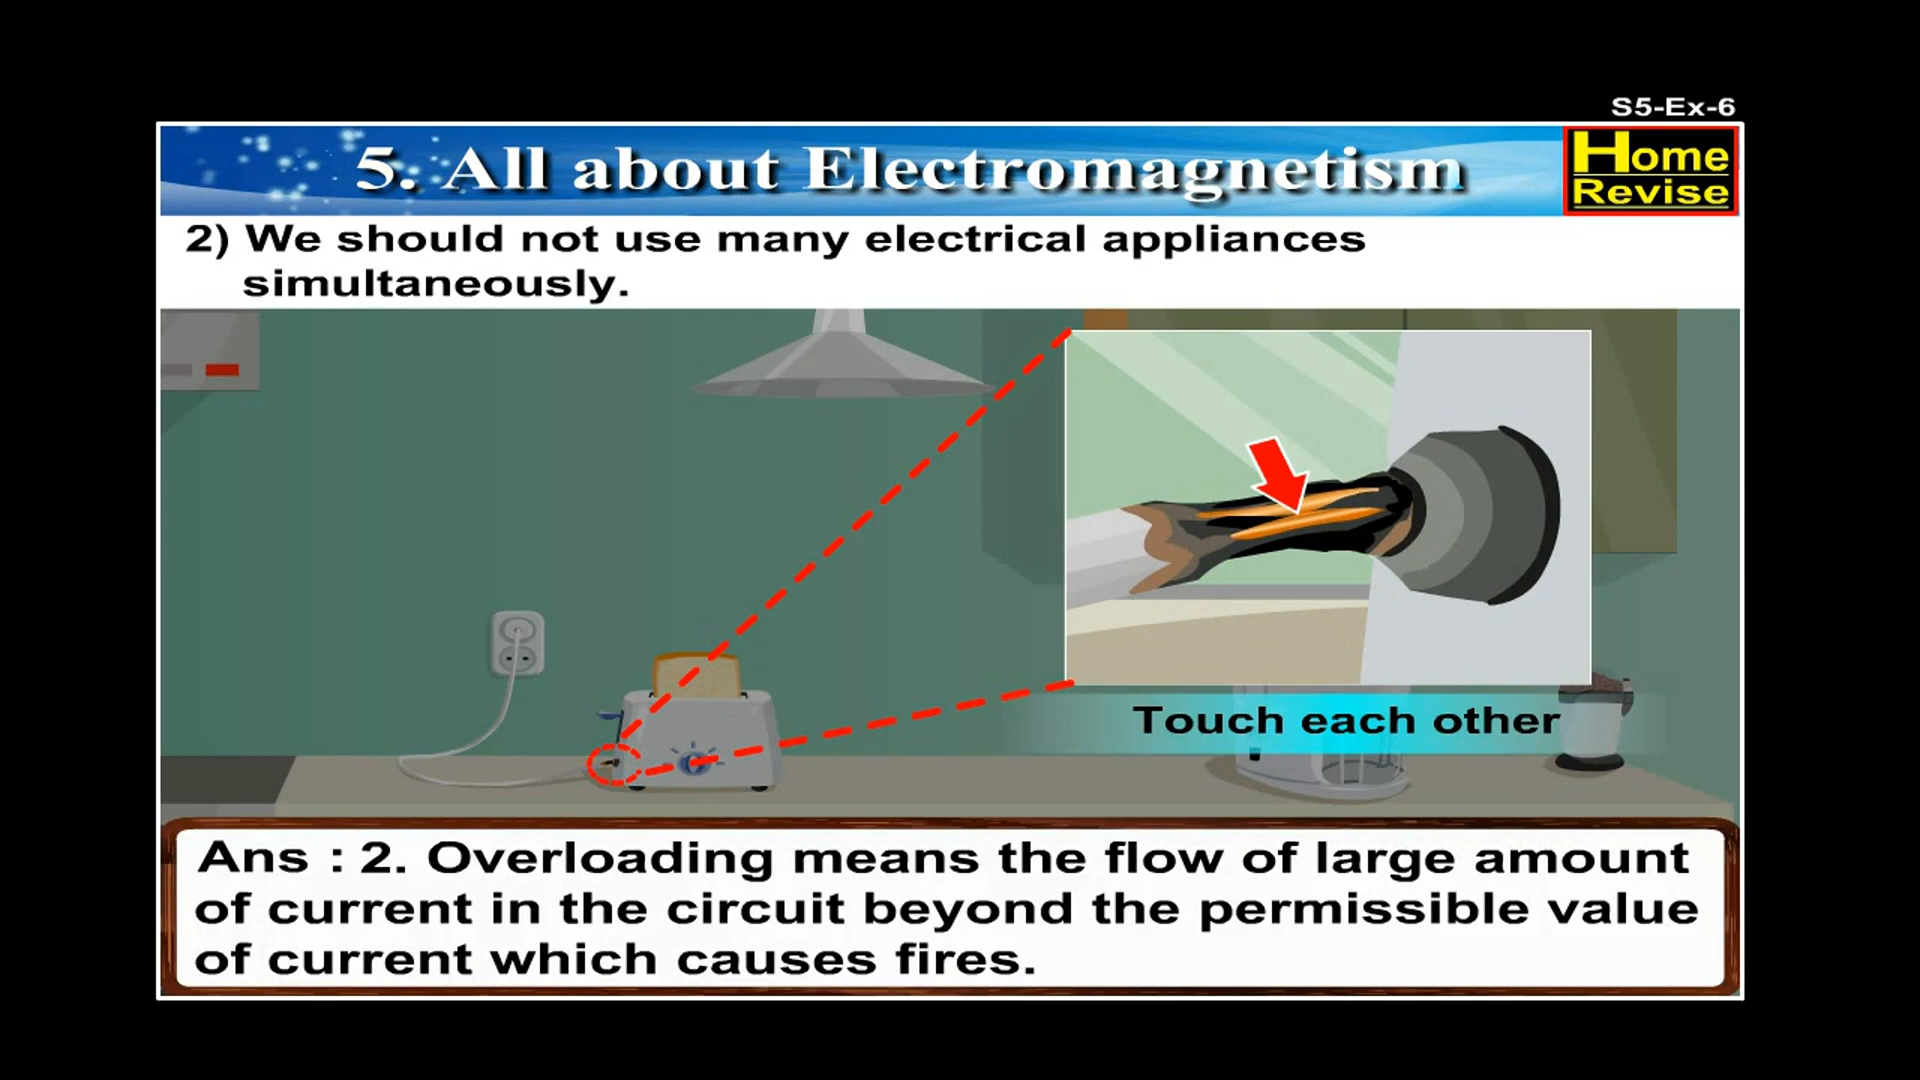 S5-Ex-6
5. All about Electromagnetism
Home
Revise
2) We should not use many electrical appliances
simultaneously.
Touch each other
Ans : 2. Overloading means the flow of large amount
of current in the circuit beyond the permissible value
of current which causes fires.